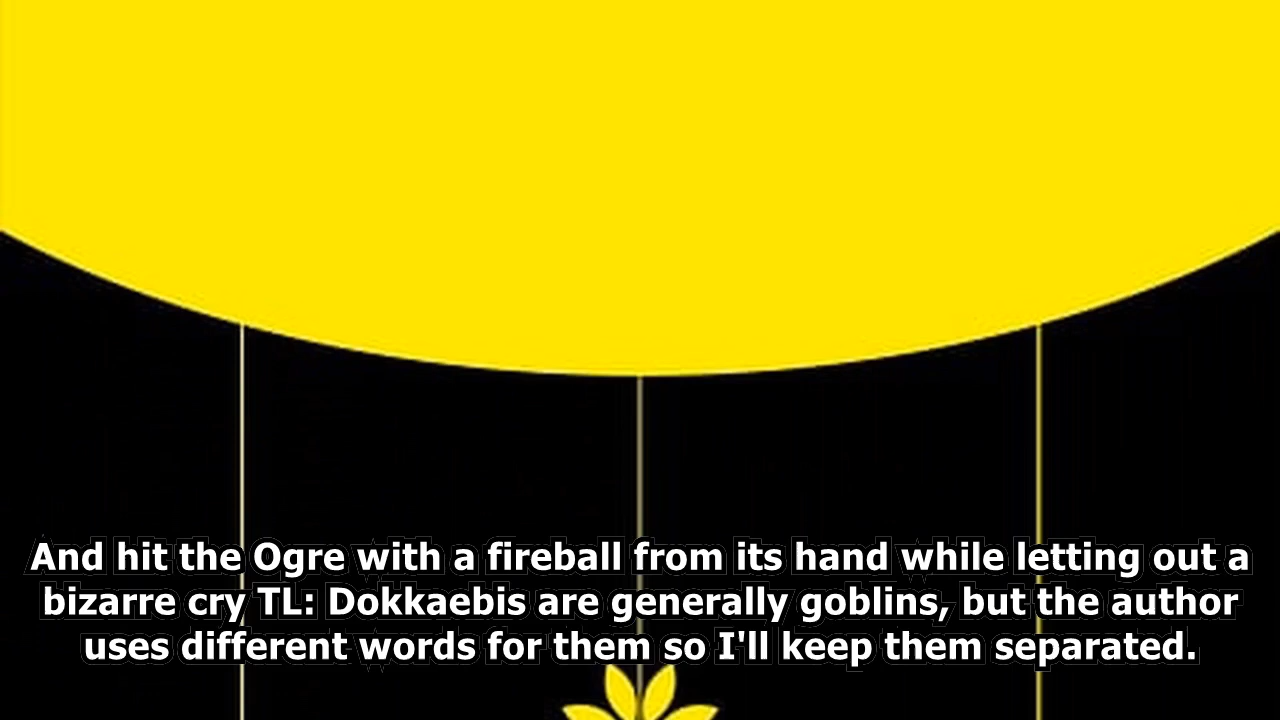 And hit the Ogre with a fireball from its hand while letting out a
bizarre cry TL: Dokkaebis are generally goblins, but the author
uses different words for them so I'll keep them separated.